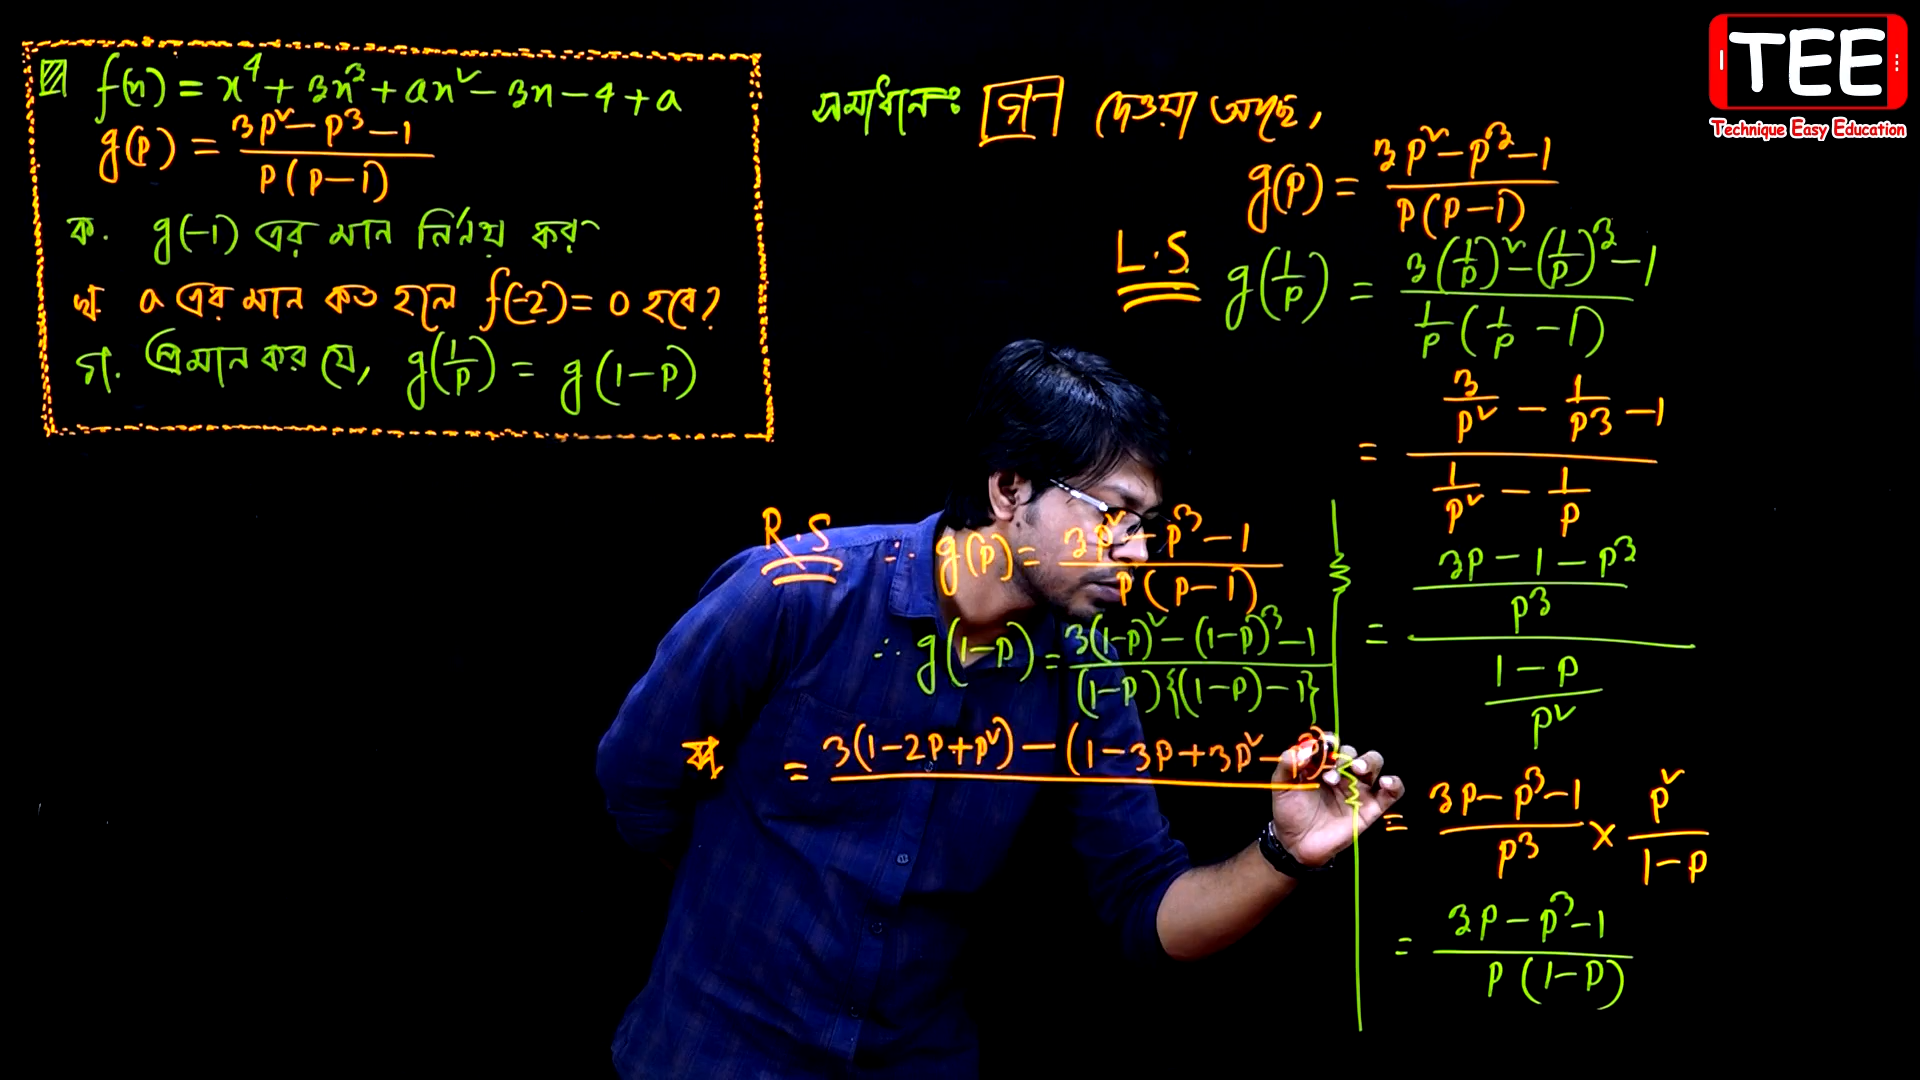 f(x) = x⁴ + 3x³ + ax² - 3x - 4 + a
g(p) = (3p² - p³ - 1) / (p(p-1))
ক. g(-1) এর মান নির্ণয় কর
খ. a এর মান কত হলে f(-2) = 0 হবে?
গ. প্রমান কর যে, g(1/p) = g(1-p)
সমাধানঃ গ দেওয়া আছে,
g(p) = (3p² - p³ - 1) / (p(p-1))
L.S g(1/p) = (3(1/p)² - (1/p)³ - 1) / (1/p(1/p - 1))
= (3/p² - 1/p³ - 1) / (1/p² - 1/p)
= ((3p - 1 - p³)/p³) / ((1-p)/p²)
= (3p - p³ - 1)/p³ × p²/(1-p)
= (3p - p³ - 1) / (p(1-p))
R.S ∴ g(p) = (3p² - p³ - 1) / (p(p-1))
∴ g(1-p) = (3(1-p)² - (1-p)³ - 1) / ((1-p){(1-p)-1})
= 3(1-2p+p²) - (1-3p+3p²-p³)
TEE
Technique Easy Education